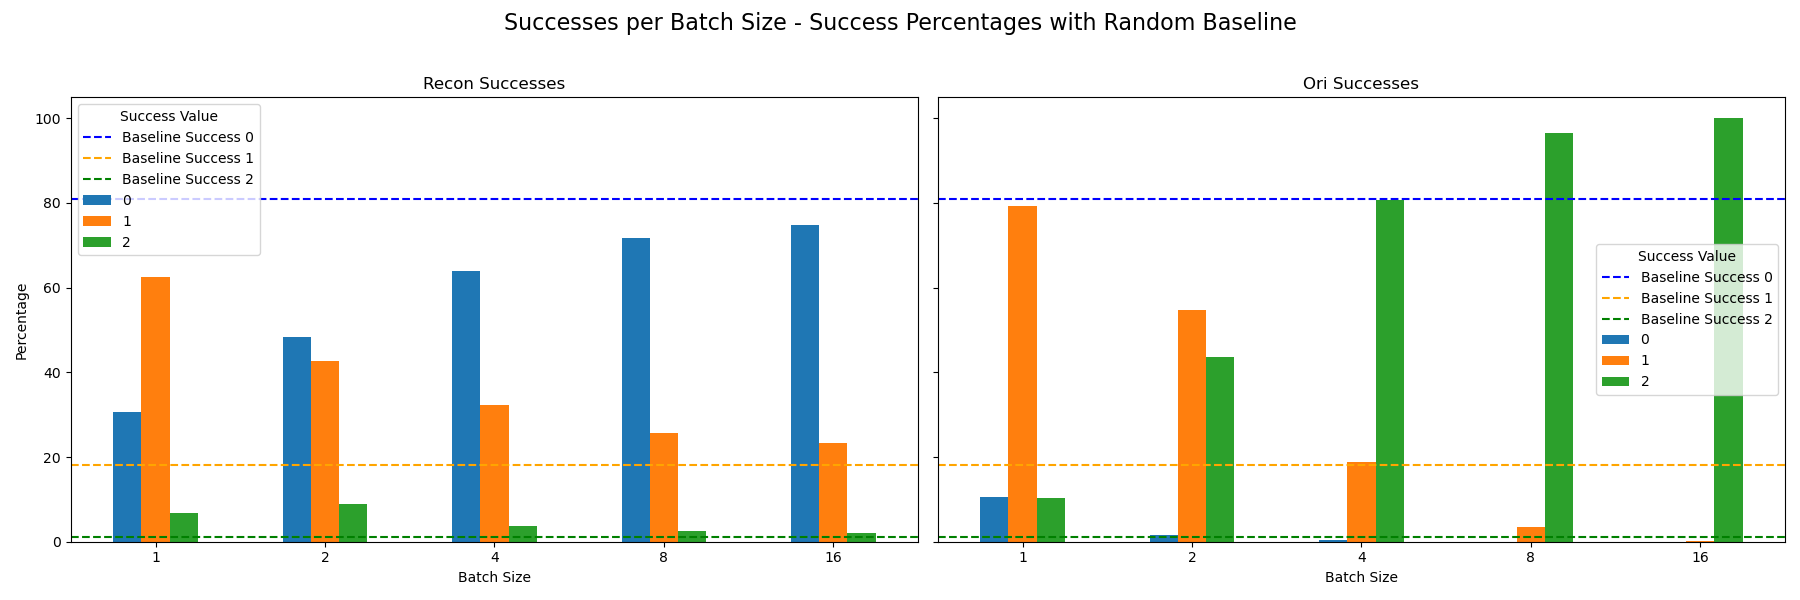 Successes per Batch Size - Success Percentages with Random Baseline
Recon Successes
Percentage
100
80
60
40
20
0
Success Value
Baseline Success 0
Baseline Success 1
Baseline Success 2
0
1
2
1 2 4 8 16
Batch Size
Ori Successes
Success Value
Baseline Success 0
Baseline Success 1
Baseline Success 2
0
1
2
1 2 4 8 16
Batch Size